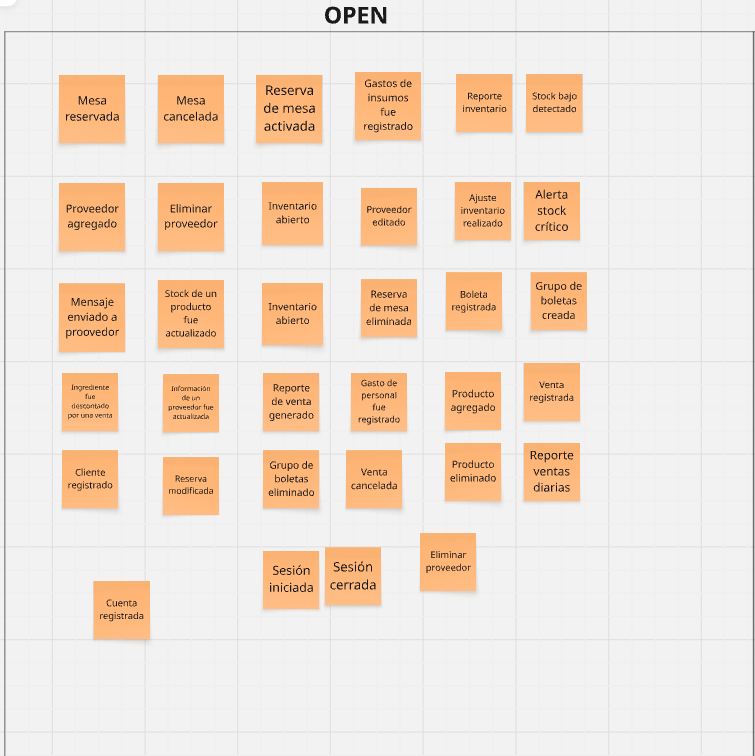 OPEN
Mesa
reservada
Mesa
cancelada
Reserva
de mesa
activada
Gastos de
insumos
fue
registrado
Reporte
inventario
Stock bajo
detectado
Proveedor
agregado
Eliminar
proveedor
Inventario
abierto
Proveedor
editado
Ajuste
inventario
realizado
Alerta
stock
crítico
Mensaje
enviado a
proovedor
Stock de un
producto
fue
actualizado
Inventario
abierto
Reserva
de mesa
eliminada
Boleta
registrada
Grupo de
boletas
creada
Ingrediente
fue
descontado
por una venta
Información
de un
proveedor fue
actualizada
Reporte
de venta
generado
Gasto de
personal
fue
registrado
Producto
agregado
Venta
registrada
Cliente
registrado
Reserva
modificada
Grupo de
boletas
eliminado
Venta
cancelada
Producto
eliminado
Reporte
ventas
diarias
Cuenta
registrada
Sesión
iniciada
Sesión
cerrada
Eliminar
proveedor